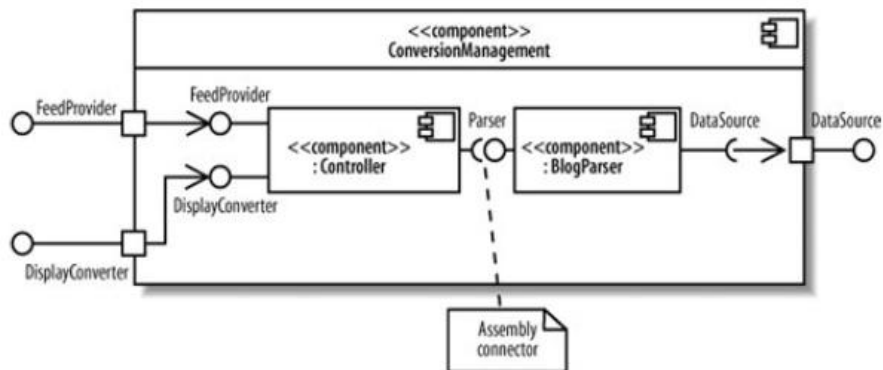 <<component>>
ConversionManagement
FeedProvider
FeedProvider
Parser
DataSource
DataSource
<<component>>
: Controller
<<component>>
: BlogParser
DisplayConverter
DisplayConverter
Assembly
connector